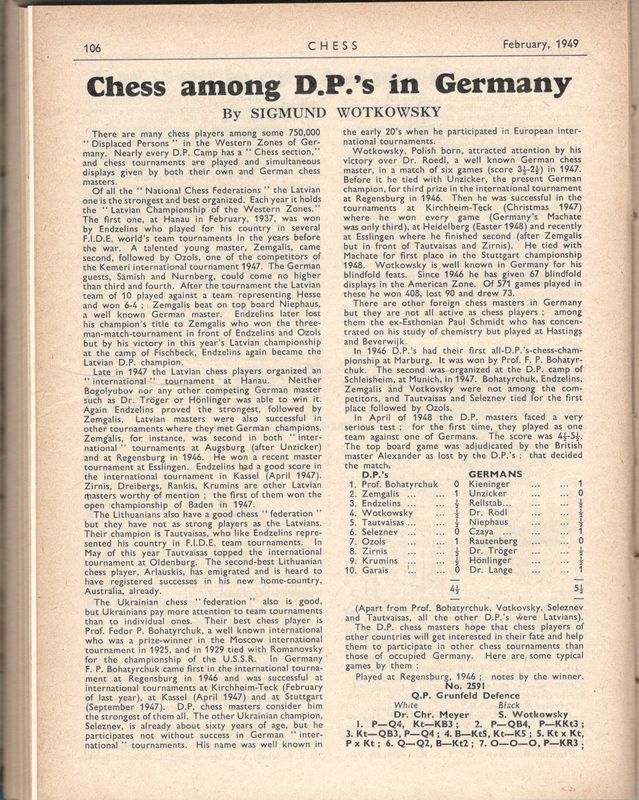 106
CHESS
February, 1949
Chess among D.P.'s in Germany
By SIGMUND WOTKOWSKY
There are many chess players among some 750,000
" Displaced Persons " in the Western Zones of Ger-
many. Nearly every D.P. Camp has a " Chess section,"
and chess tournaments are played and simultaneous
displays given by both their own and German chess
masters.
Of all the " National Chess Federations " the Latvian
one is the strongest and best organized. Each year it holds
the " Latvian Championship of the Western Zones."
The first one, at Hanau in February, 1937, was won
by Endzelins who played for his country in several
F.I.D.E. world's team tournaments in the years before
the war. A talented young master, Zemgalis, came
second, followed by Ozols, one of the competitors of
the Kemeri international tournament 1947. The German
guests, Sämish and Nurnberg, could come no higher
than third and fourth. After the tournament the Latvian
team of 10 played against a team representing Hesse
and won 6-4 ; Zemgalis beat on top board Niephaus,
a well known German master. Endzelins later lost
his champion's title to Zemgalis who won the three-
man-match-tournament in front of Endzelins and Ozols
but by his victory in this year's Latvian championship
at the camp of Fischbeck, Endzelins again became the
Latvian D.P. champion.
Late in 1947 the Latvian chess players organized an
" international " tournament at Hanau. Neither
Bogolyubov nor any other competing German master
such as Dr. Tröger or Hönlinger was able to win it.
Again Endzelins proved the strongest, followed by
Zemgalis. Latvian masters were also successful in
other tournaments where they met German champions.
Zemgalis, for instance, was second in both " inter-
national " tournaments at Augsburg (after Unzicker)
and at Regensburg in 1946. He won a recent master
tournament at Esslingen. Endzelins had a good score in
the international tournament in Kassel (April 1947).
Zirnis, Dreibergs, Rankis, Krumins are other Latvian
masters worthy of mention ; the first of them won the
open championship of Baden in 1947.
The Lithuanians also have a good chess " federation "
but they have not as strong players as the Latvians.
Their champion is Tautvaisas, who like Endzelins repre-
sented his country in F.I.D.E. team tournaments. In
May of this year Tautvaisas topped the international
tournament at Oldenburg. The second-best Lithuanian
chess player, Arlauskis, has emigrated and is heard to
have registered successes in his new home-country,
Australia, already.
The Ukrainian chess "federation" also is good,
but Ukrainians pay more attention to team tournaments
than to individual ones. Their best chess player is
Prof. Fedor P. Bohatyrchuk, a well known international
who was a prize-winner in the Moscow international
tournament in 1925, and in 1929 tied with Romanovsky
for the championship of the U.S.S.R. In Germany
F. P. Bohatyrchuk came first in the international tourna-
ment at Regensburg in 1946 and was successful at
international tournaments at Kirchheim-Teck (February
of last year), at Kassel (April 1947) and at Stuttgart
(September 1947). D.P. chess masters consider him
the strongest of them all. The other Ukrainian champion,
Seleznev, is already about sixty years of age, but he
participates not without success in German "inter-
national" tournaments. His name was well known in
the early 20's when he participated in European inter-
national tournaments.
Wotkowsky, Polish born, attracted attention by his
victory over Dr. Roedl, a well known German chess
master, in a match of six games (score 3½-2½) in 1947.
Before it he tied with Unzicker, the present German
champion, for third prize in the international tournament
at Regensburg in 1946. Then he was successful in the
tournaments at Kirchheim-Teck (Christmas 1947)
where he won every game (Germany's Machate
was only third), at Heidelberg (Easter 1948) and recently
at Esslingen where he finished second (after Zemgalis
but in front of Tautvaisas and Zirnis). He tied with
Machate for first place in the Stuttgart championship
1948. Wotkowsky is well known in Germany for his
blindfold feats. Since 1946 he has given 67 blindfold
displays in the American Zone. Of 571 games played in
these he won 408, lost 90 and drew 73.
There are other foreign chess masters in Germany
but they are not all active as chess players ; among
them the ex-Esthonian Paul Schmidt who has concen-
trated on his study of chemistry but played at Hastings
and Beverwijk.
In 1946 D.P.'s had their first all-D.P.'s-chess-cham-
pionship at Marburg. It was won by Prof. F. P. Bohatyr-
chuk. The second was organized at the D.P. camp of
Schleisheim, at Munich, in 1947. Bohatyrchuk, Endzelins,
Zemgalis and Votkovsky were not among the com-
petitors, and Tautvaisas and Seleznev tied for the first
place followed by Ozols.
In April of 1948 the D.P. masters faced a very
serious test ; for the first time, they played as one
team against one of Germans. The score was 4½-5½.
The top board game was adjudicated by the British
master Alexander as lost by the D.P.'s ; that decided
the match.
D.P.'s GERMANS
1. Prof. Bohatyrchuk 0 Kieninger ... ... 1
2. Zemgalis ... ... 1 Unzicker ... ... 0
3. Endzelins ... ... ½ Rellstab... ... ½
4. Wotkowsky ... ½ Dr. Rödl ... ... ½
5. Tautvaisas ... ... ½ Niephaus ... ... ½
6. Seleznev ... ... 0 Czaya ... ... 1
7. Ozols ... ... 1 Rautenberg ... ... 0
8. Zirnis ... ... ½ Dr. Tröger ... ... ½
9. Krumins ... ... ½ Hönlinger ... ... ½
10. Garais ... ... 0 Dr. Lange ... ... 1
4½ 5½
(Apart from Prof. Bohatyrchuk, Votkovsky, Seleznev
and Tautvaisas, all the other D.P.'s were Latvians).
The D.P. chess masters hope that chess players of
other countries will get interested in their fate and help
them to participate in other chess tournaments than
those of occupied Germany. Here are some typical
games by them :
Played at Regensburg, 1946 ; notes by the winner.
No. 2591
Q.P. Grunfeld Defence
White Black
Dr. Chr. Meyer S. Wotkowsky
1. P—Q4, Kt—KB3 ; 2. P—QB4, P—KKt3 ;
3. Kt—QB3, P—Q4 ; 4. B—Kt5, Kt—K5 ; 5. Kt x Kt,
P x Kt ; 6. Q—Q2, B—Kt2 ; 7. O—O—O, P—KR3 ;